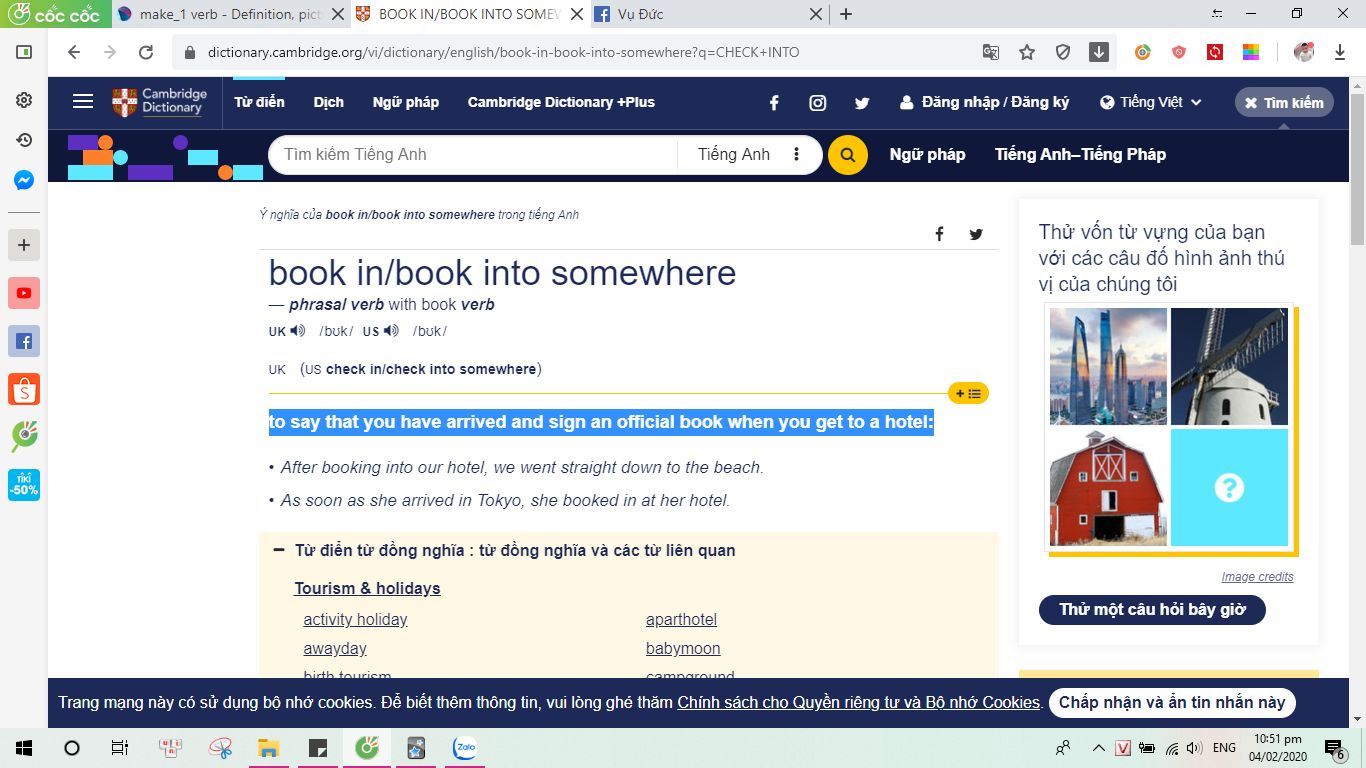 cốc cốc
make_1 verb - Definition, pict
BOOK IN/BOOK INTO SOMEW
Vụ Đức
dictionary.cambridge.org/vi/dictionary/english/book-in-book-into-somewhere?q=CHECK+INTO
Cambridge
Dictionary
Từ điển
Dịch
Ngữ pháp
Cambridge Dictionary +Plus
Đăng nhập / Đăng ký
Tiếng Việt
Tìm kiếm
Tìm kiếm Tiếng Anh
Tiếng Anh
Ngữ pháp
Tiếng Anh–Tiếng Pháp
Ý nghĩa của book in/book into somewhere trong tiếng Anh
book in/book into somewhere
— phrasal verb with book verb
UK /bʊk/ US /bʊk/
UK (US check in/check into somewhere)
to say that you have arrived and sign an official book when you get to a hotel:
• After booking into our hotel, we went straight down to the beach.
• As soon as she arrived in Tokyo, she booked in at her hotel.
Từ điển từ đồng nghĩa : từ đồng nghĩa và các từ liên quan
Tourism & holidays
activity holiday
aparthotel
awayday
babymoon
birth tourism
campground
Thử vốn từ vựng của bạn
với các câu đố hình ảnh thú
vị của chúng tôi
Image credits
Thử một câu hỏi bây giờ
TIKI
-50%
Trang mạng này có sử dụng bộ nhớ cookies. Để biết thêm thông tin, vui lòng ghé thăm Chính sách cho Quyền riêng tư và Bộ nhớ Cookies.
Chấp nhận và ẩn tin nhắn này
Zalo
V
ENG
10:51 pm
04/02/2020
6